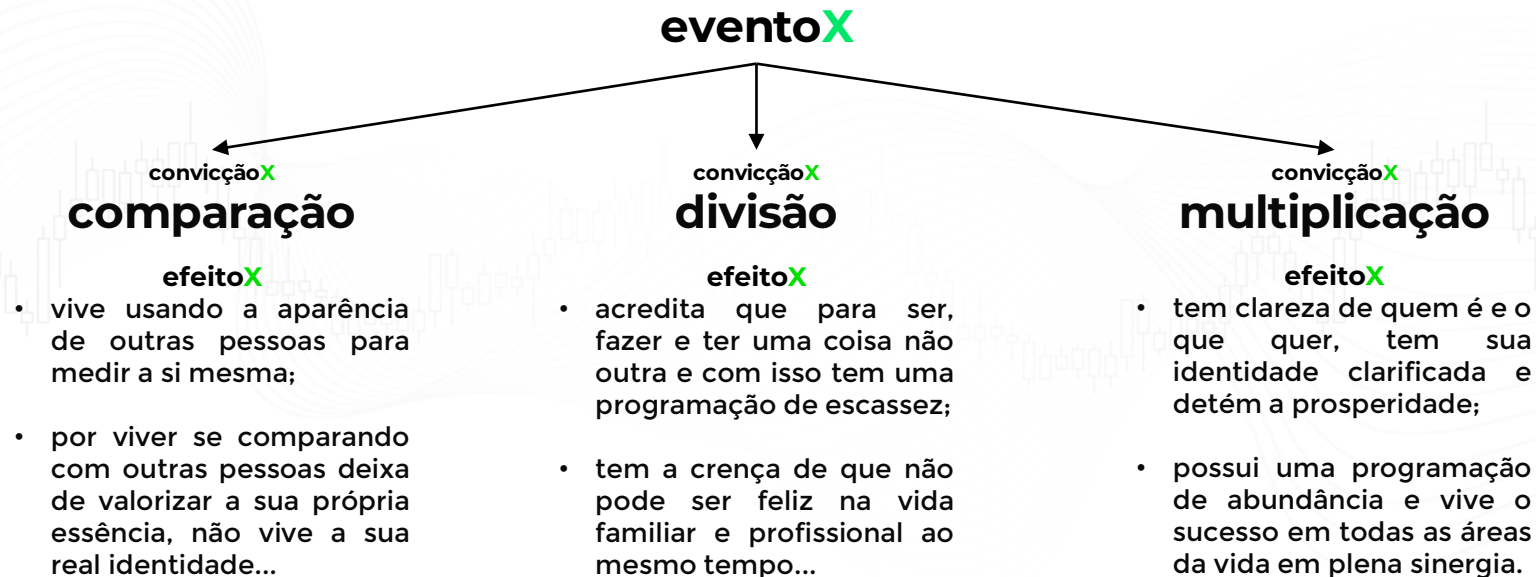 eventoX
convicçãoX
comparação
efeitoX
• vive usando a aparência
de outras pessoas para
medir a si mesma;
• por viver se comparando
com outras pessoas deixa
de valorizar a sua própria
essência, não vive a sua
real identidade...
convicçãoX
divisão
efeitoX
• acredita que para ser,
fazer e ter uma coisa não
outra e com isso tem uma
programação de escassez;
• tem a crença de que não
pode ser feliz na vida
familiar e profissional ao
mesmo tempo...
convicçãoX
multiplicação
efeitoX
• tem clareza de quem é e o
que quer, tem sua
identidade clarificada e
detém a prosperidade;
• possui uma programação
de abundância e vive o
sucesso em todas as áreas
da vida em plena sinergia.